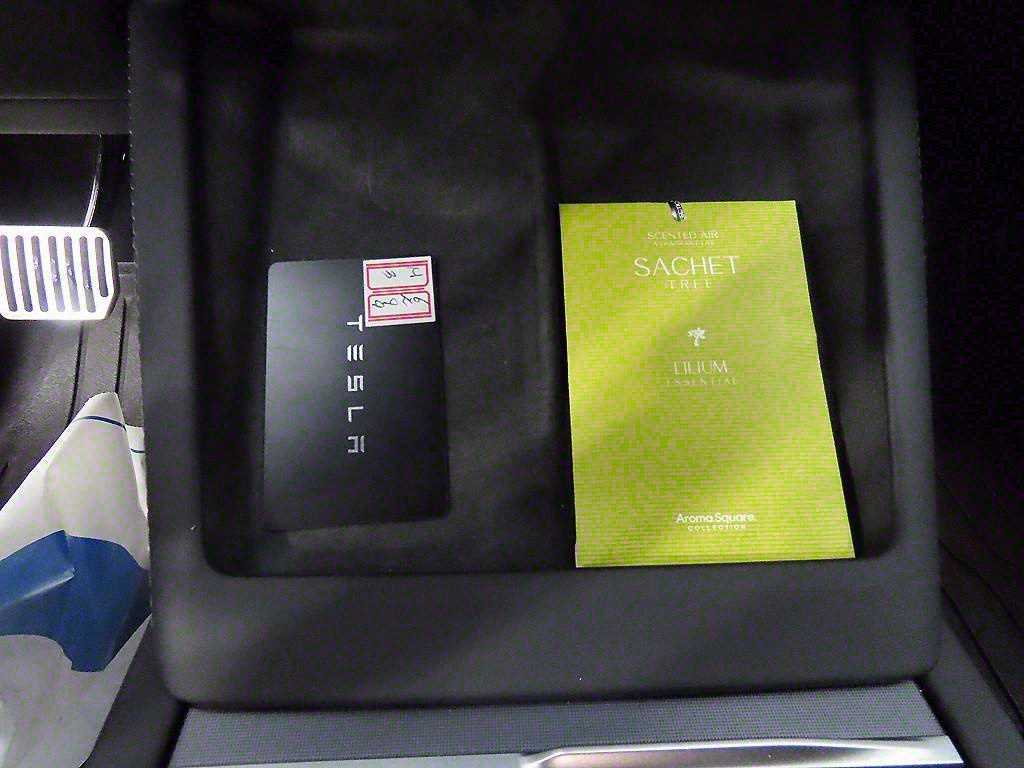 TESLA
SCENTED AIR
SACHET
TREE
LILIUM
ESSENTIAL
Aroma Square
COLLECTION